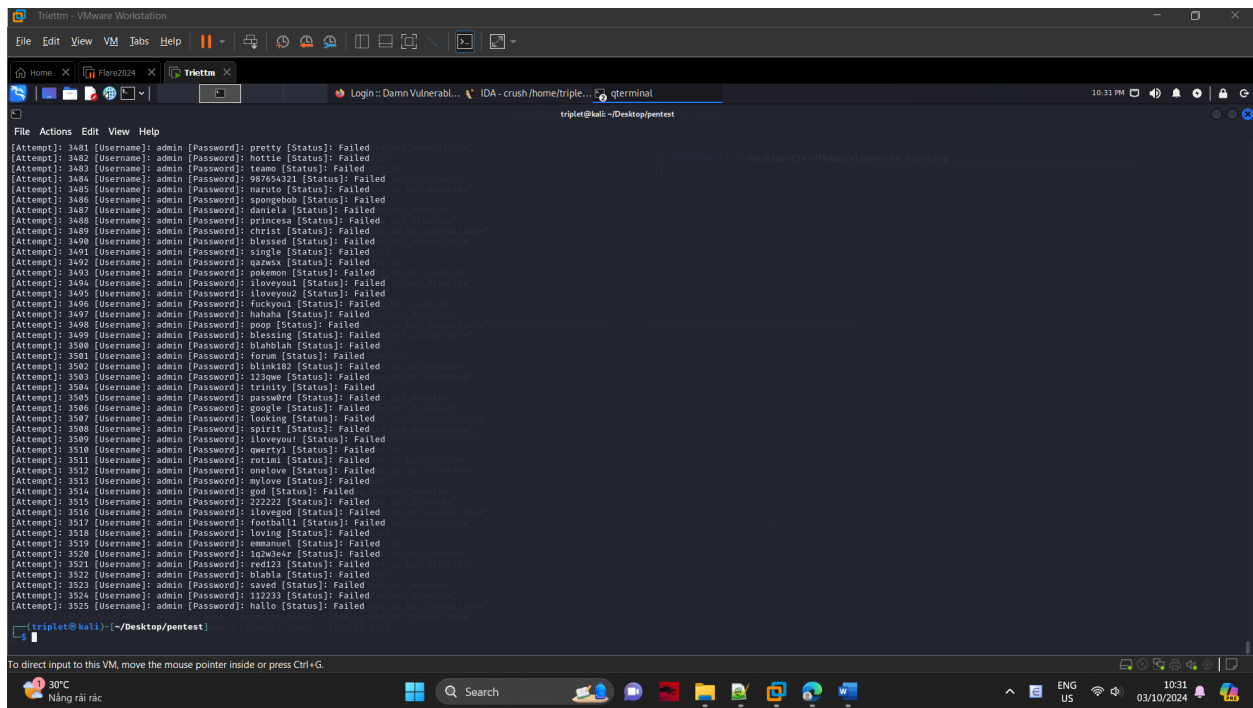 Triettm - VMware Workstation
File Edit View VM Tabs Help
Home Flare2024 Triettm
Login :: Damn Vulnerabl... IDA - crush /home/triple... qterminal 10:31 PM
triplet@kali: ~/Desktop/pentest
File Actions Edit View Help
[Attempt]: 3481 [Username]: admin [Password]: pretty [Status]: Failed
[Attempt]: 3482 [Username]: admin [Password]: hottie [Status]: Failed
[Attempt]: 3483 [Username]: admin [Password]: teamo [Status]: Failed
[Attempt]: 3484 [Username]: admin [Password]: 987654321 [Status]: Failed
[Attempt]: 3485 [Username]: admin [Password]: naruto [Status]: Failed
[Attempt]: 3486 [Username]: admin [Password]: spongebob [Status]: Failed
[Attempt]: 3487 [Username]: admin [Password]: daniela [Status]: Failed
[Attempt]: 3488 [Username]: admin [Password]: princesa [Status]: Failed
[Attempt]: 3489 [Username]: admin [Password]: christ [Status]: Failed
[Attempt]: 3490 [Username]: admin [Password]: blessed [Status]: Failed
[Attempt]: 3491 [Username]: admin [Password]: single [Status]: Failed
[Attempt]: 3492 [Username]: admin [Password]: qazwsx [Status]: Failed
[Attempt]: 3493 [Username]: admin [Password]: pokemon [Status]: Failed
[Attempt]: 3494 [Username]: admin [Password]: iloveyou1 [Status]: Failed
[Attempt]: 3495 [Username]: admin [Password]: iloveyou2 [Status]: Failed
[Attempt]: 3496 [Username]: admin [Password]: fuckyou1 [Status]: Failed
[Attempt]: 3497 [Username]: admin [Password]: hahaha [Status]: Failed
[Attempt]: 3498 [Username]: admin [Password]: poop [Status]: Failed
[Attempt]: 3499 [Username]: admin [Password]: blessing [Status]: Failed
[Attempt]: 3500 [Username]: admin [Password]: blahblah [Status]: Failed
[Attempt]: 3501 [Username]: admin [Password]: forum [Status]: Failed
[Attempt]: 3502 [Username]: admin [Password]: blink182 [Status]: Failed
[Attempt]: 3503 [Username]: admin [Password]: 123qwe [Status]: Failed
[Attempt]: 3504 [Username]: admin [Password]: trinity [Status]: Failed
[Attempt]: 3505 [Username]: admin [Password]: passw0rd [Status]: Failed
[Attempt]: 3506 [Username]: admin [Password]: google [Status]: Failed
[Attempt]: 3507 [Username]: admin [Password]: looking [Status]: Failed
[Attempt]: 3508 [Username]: admin [Password]: spirit [Status]: Failed
[Attempt]: 3509 [Username]: admin [Password]: iloveyou! [Status]: Failed
[Attempt]: 3510 [Username]: admin [Password]: qwerty1 [Status]: Failed
[Attempt]: 3511 [Username]: admin [Password]: rotimi [Status]: Failed
[Attempt]: 3512 [Username]: admin [Password]: onelove [Status]: Failed
[Attempt]: 3513 [Username]: admin [Password]: mylove [Status]: Failed
[Attempt]: 3514 [Username]: admin [Password]: god [Status]: Failed
[Attempt]: 3515 [Username]: admin [Password]: 222222 [Status]: Failed
[Attempt]: 3516 [Username]: admin [Password]: ilovegod [Status]: Failed
[Attempt]: 3517 [Username]: admin [Password]: football1 [Status]: Failed
[Attempt]: 3518 [Username]: admin [Password]: loving [Status]: Failed
[Attempt]: 3519 [Username]: admin [Password]: emmanuel [Status]: Failed
[Attempt]: 3520 [Username]: admin [Password]: 1q2w3e4r [Status]: Failed
[Attempt]: 3521 [Username]: admin [Password]: red123 [Status]: Failed
[Attempt]: 3522 [Username]: admin [Password]: blabla [Status]: Failed
[Attempt]: 3523 [Username]: admin [Password]: saved [Status]: Failed
[Attempt]: 3524 [Username]: admin [Password]: 112233 [Status]: Failed
[Attempt]: 3525 [Username]: admin [Password]: hallo [Status]: Failed
(triplet㉿kali)-[~/Desktop/pentest]
$
To direct input to this VM, move the mouse pointer inside or press Ctrl+G.
30°C
Nắng rải rác
Search
ENG
US
10:31
03/10/2024